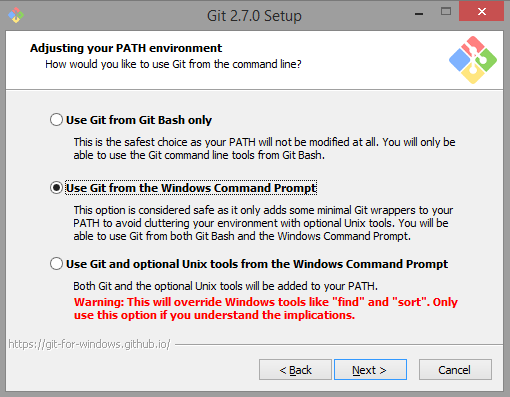 Git 2.7.0 Setup
Adjusting your PATH environment
How would you like to use Git from the command line?
Use Git from Git Bash only
This is the safest choice as your PATH will not be modified at all. You will only be
able to use the Git command line tools from Git Bash.
Use Git from the Windows Command Prompt
This option is considered safe as it only adds some minimal Git wrappers to your
PATH to avoid cluttering your environment with optional Unix tools. You will be
able to use Git from both Git Bash and the Windows Command Prompt.
Use Git and optional Unix tools from the Windows Command Prompt
Both Git and the optional Unix tools will be added to your PATH.
Warning: This will override Windows tools like "find" and "sort". Only
use this option if you understand the implications.
https://git-for-windows.github.io/
< Back
Next >
Cancel